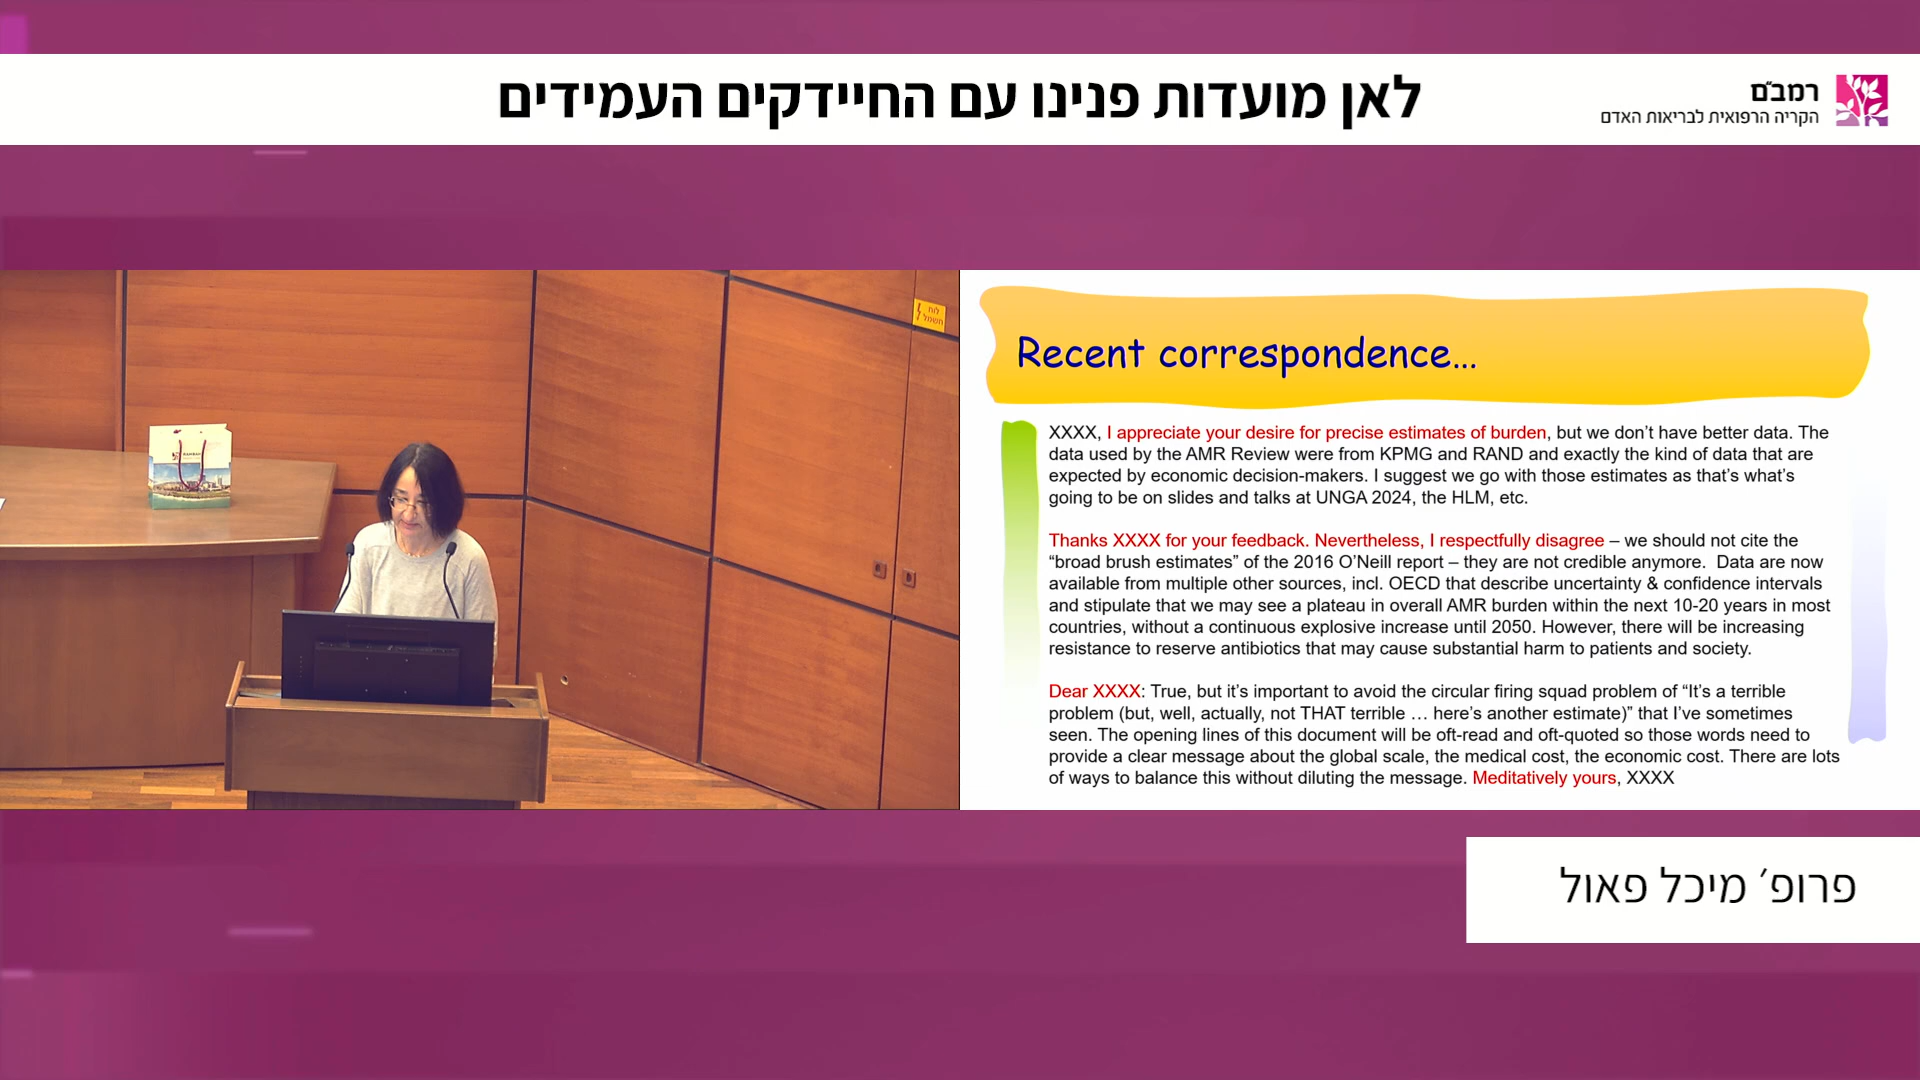 לאן מועדות פנינו עם החיידקים העמידים
רמב״ם
הקריה הרפואית לבריאות האדם
לוח
חשמל
RAMBAM
Recent correspondence...
XXXX, I appreciate your desire for precise estimates of burden, but we don’t have better data. The
data used by the AMR Review were from KPMG and RAND and exactly the kind of data that are
expected by economic decision-makers. I suggest we go with those estimates as that’s what’s
going to be on slides and talks at UNGA 2024, the HLM, etc.
Thanks XXXX for your feedback. Nevertheless, I respectfully disagree – we should not cite the
“broad brush estimates” of the 2016 O’Neill report – they are not credible anymore.  Data are now
available from multiple other sources, incl. OECD that describe uncertainty & confidence intervals
and stipulate that we may see a plateau in overall AMR burden within the next 10-20 years in most
countries, without a continuous explosive increase until 2050. However, there will be increasing
resistance to reserve antibiotics that may cause substantial harm to patients and society.
Dear XXXX: True, but it’s important to avoid the circular firing squad problem of “It’s a terrible
problem (but, well, actually, not THAT terrible … here’s another estimate)” that I’ve sometimes
seen. The opening lines of this document will be oft-read and oft-quoted so those words need to
provide a clear message about the global scale, the medical cost, the economic cost. There are lots
of ways to balance this without diluting the message. Meditatively yours, XXXX
פרופ׳ מיכל פאול